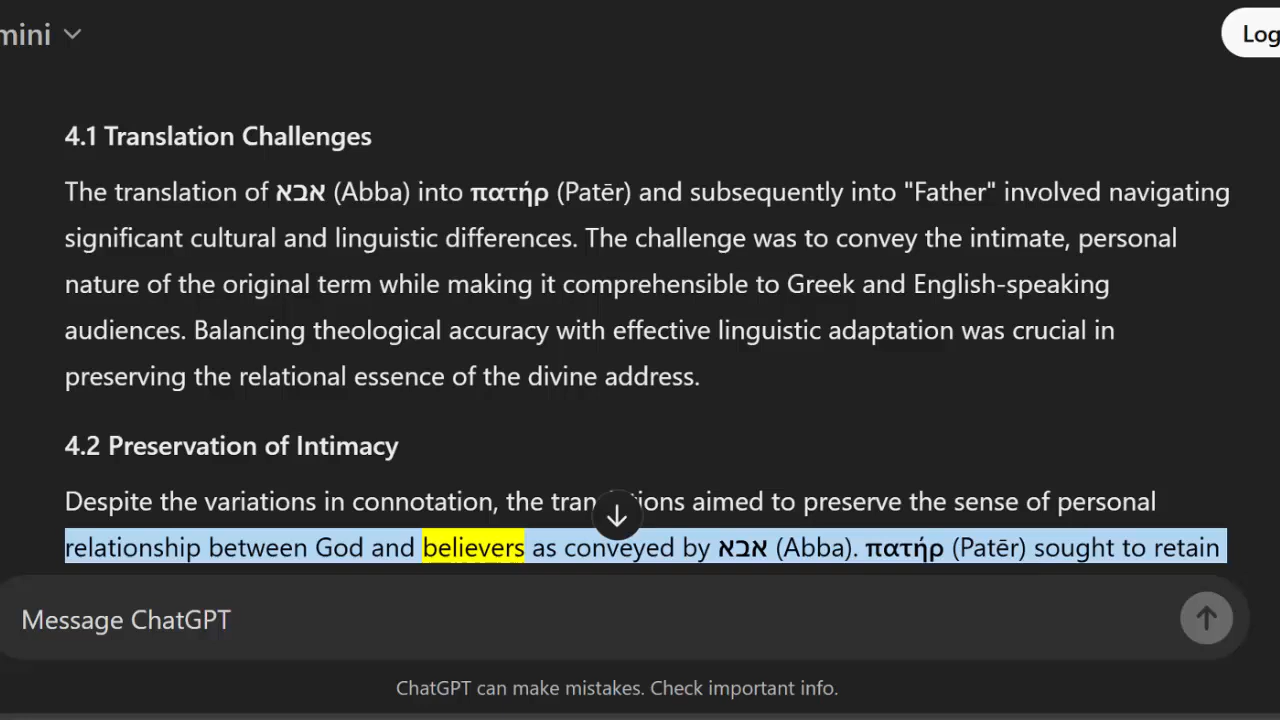 mini
Log
4.1 Translation Challenges
The translation of אבא (Abba) into πατήρ (Patēr) and subsequently into "Father" involved navigating
significant cultural and linguistic differences. The challenge was to convey the intimate, personal
nature of the original term while making it comprehensible to Greek and English-speaking
audiences. Balancing theological accuracy with effective linguistic adaptation was crucial in
preserving the relational essence of the divine address.
4.2 Preservation of Intimacy
Despite the variations in connotation, the translations aimed to preserve the sense of personal
relationship between God and believers as conveyed by אבא (Abba). πατήρ (Patēr) sought to retain
Message ChatGPT
ChatGPT can make mistakes. Check important info.